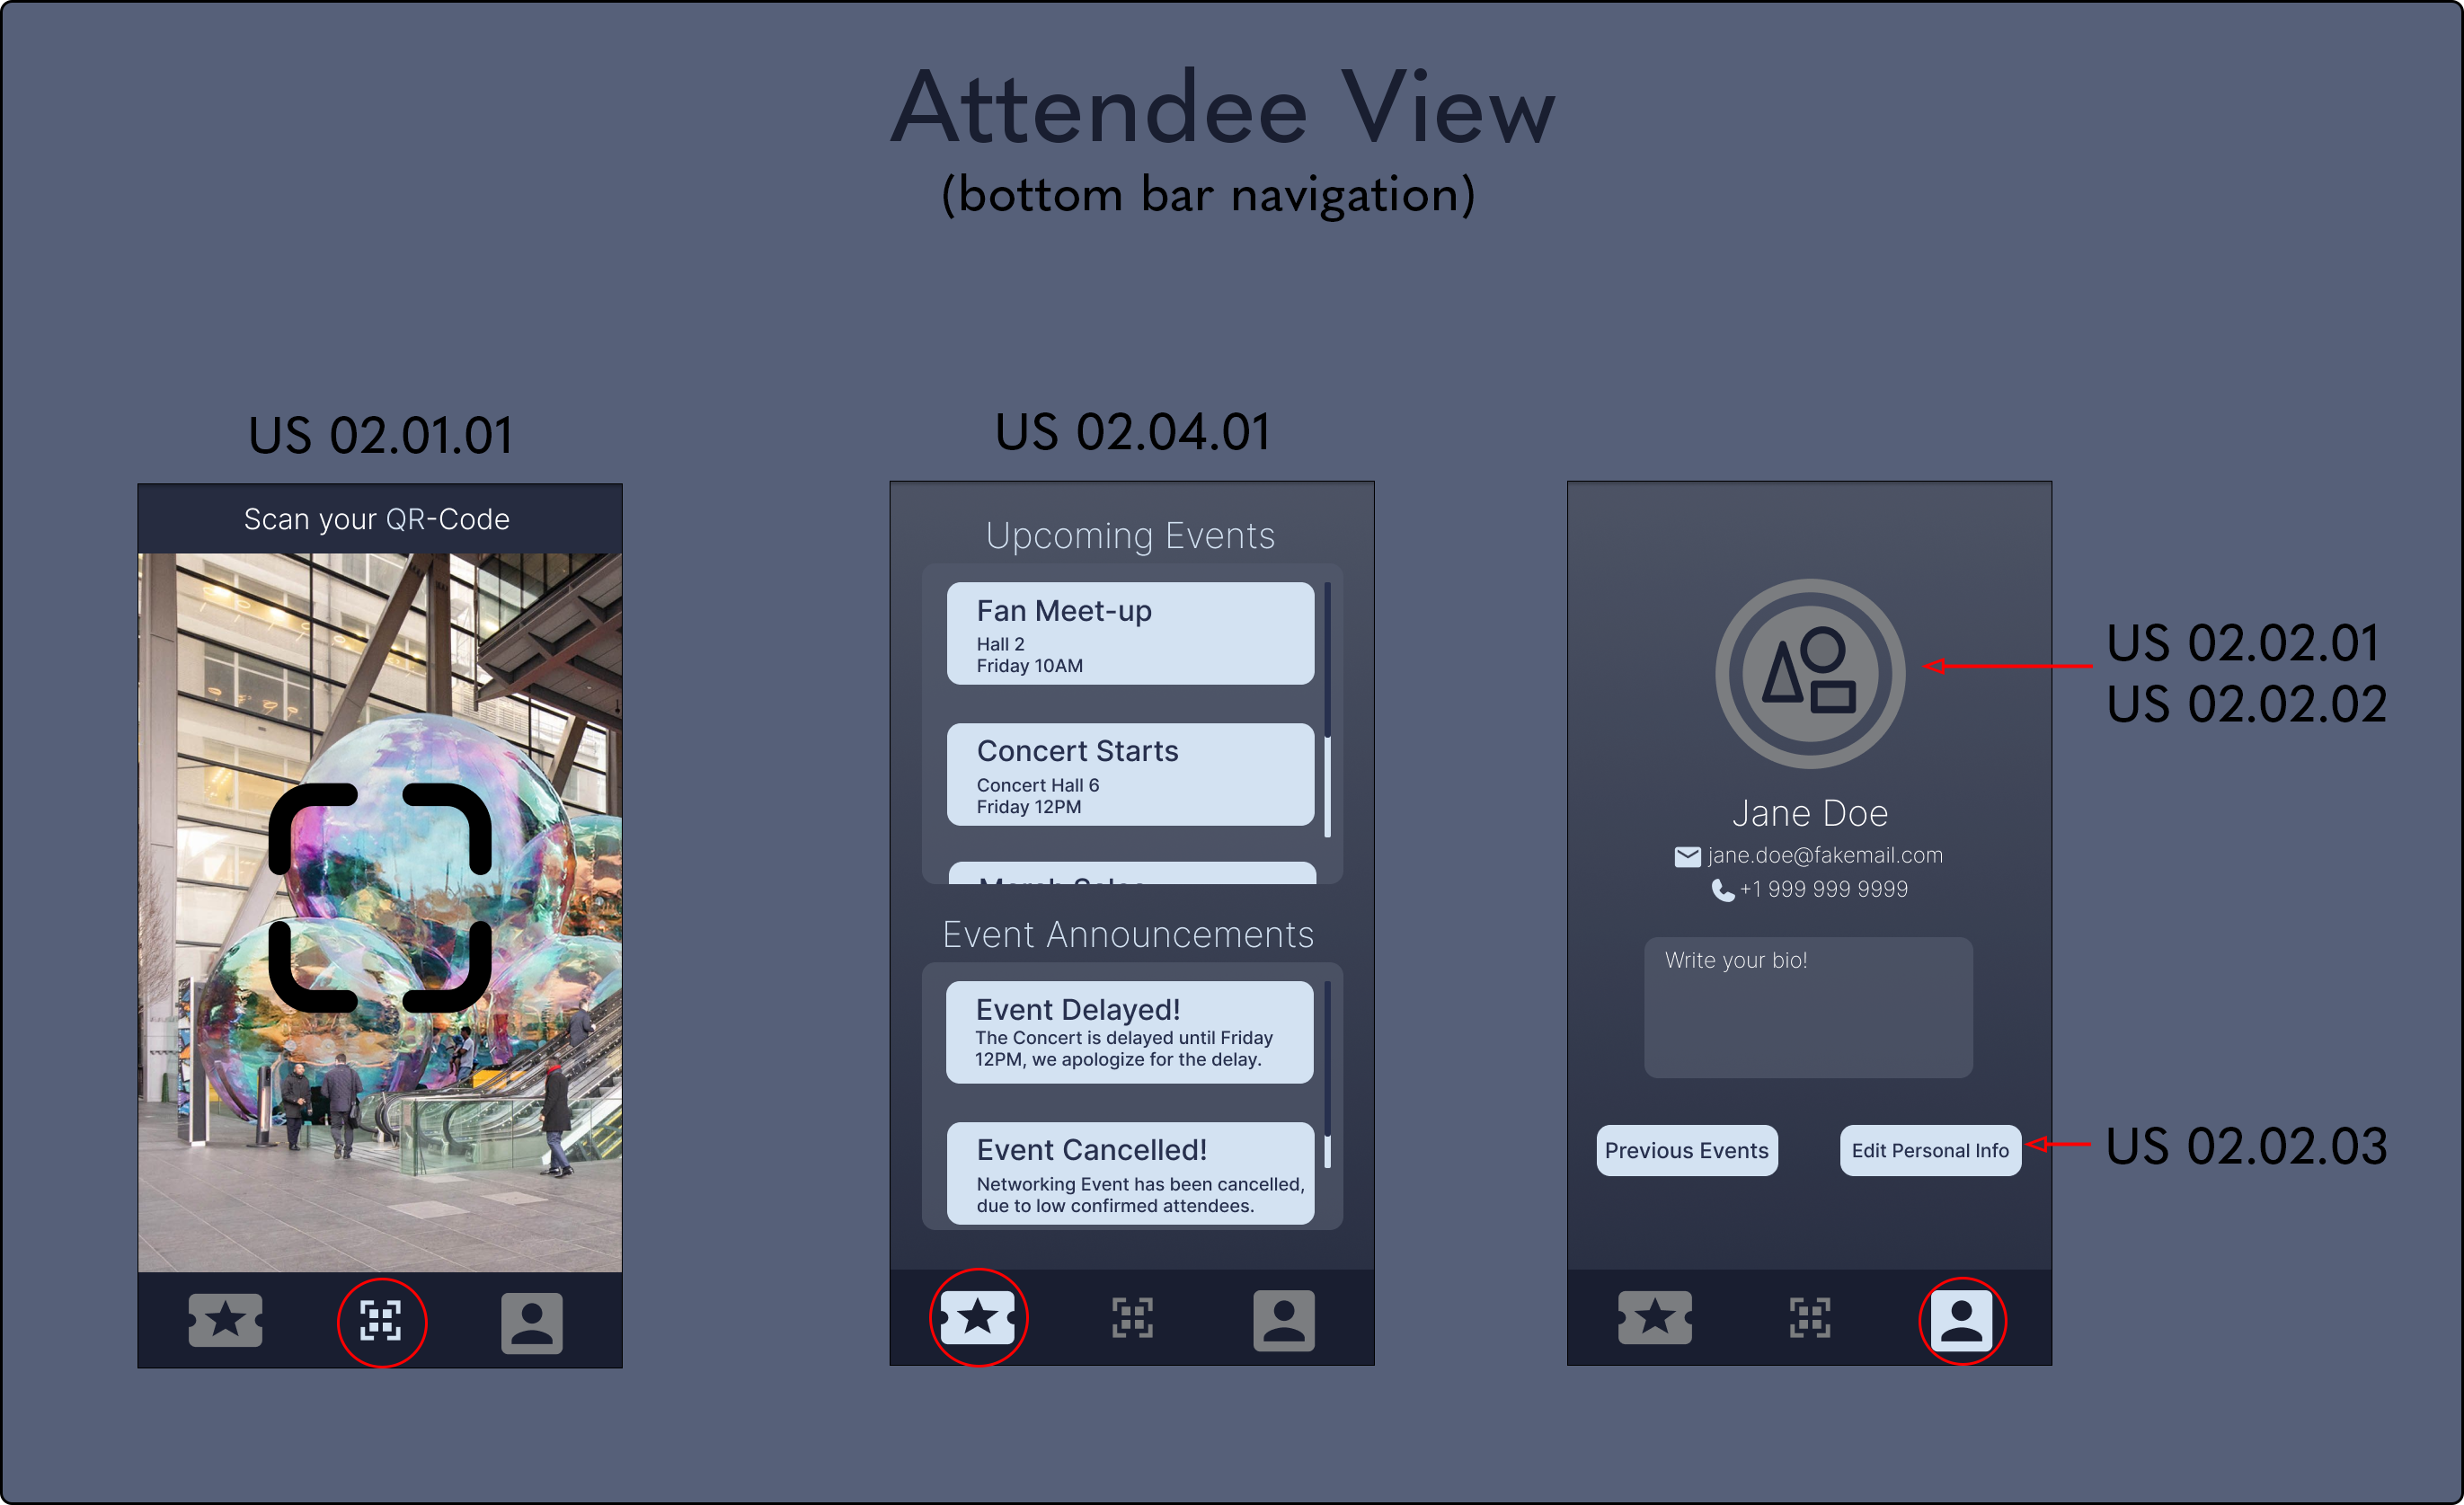 Attendee View
(bottom bar navigation)
US 02.01.01
Scan your QR-Code
US 02.04.01
Upcoming Events
Fan Meet-up
Hall 2
Friday 10AM
Concert Starts
Concert Hall 6
Friday 12PM
Event Announcements
Event Delayed!
The Concert is delayed until Friday
12PM, we apologize for the delay.
Event Cancelled!
Networking Event has been cancelled,
due to low confirmed attendees.
Jane Doe
jane.doe@fakemail.com
+1 999 999 9999
Write your bio!
Previous Events
Edit Personal Info
US 02.02.01
US 02.02.02
US 02.02.03